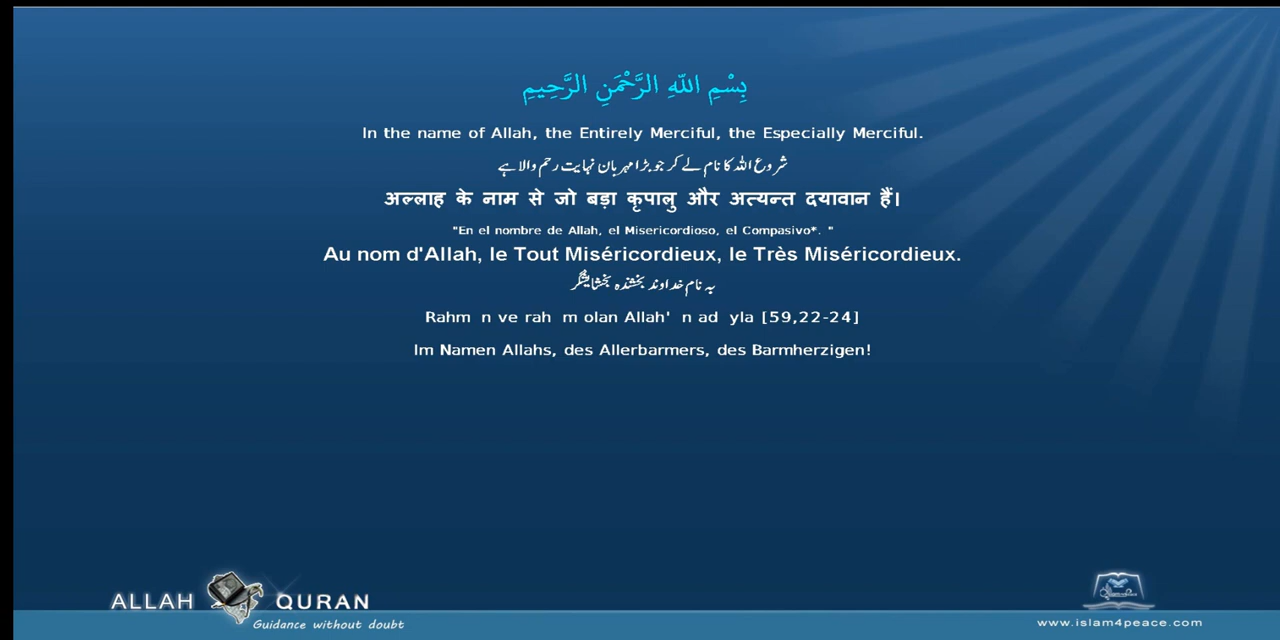 بِسْمِ اللّٰهِ الرَّحْمَنِ الرَّحِيمِ
In the name of Allah, the Entirely Merciful, the Especially Merciful.
شروع اللہ کا نام لے کر جو بڑا مہربان نہایت رحم والا ہے
अल्लाह के नाम से जो बड़ा कृपालु और अत्यन्त दयावान हैं।
"En el nombre de Allah, el Misericordioso, el Compasivo*. "
Au nom d'Allah, le Tout Miséricordieux, le Très Miséricordieux.
به نام خداوند بخشنده بخشایشگر
Rahm n ve rah m olan Allah' n ad yla [59,22-24]
Im Namen Allahs, des Allerbarmers, des Barmherzigen!
ALLAH QURAN
Guidance without doubt
www.islam4peace.com